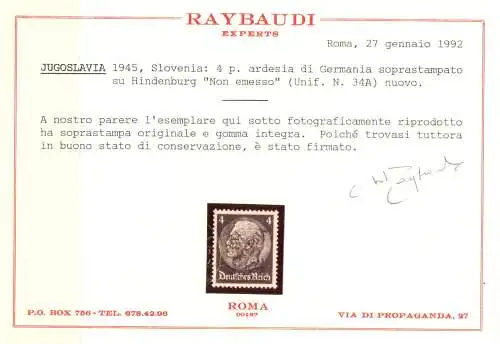 RAYBAUDI
EXPERTS
Roma, 27 gennaio 1992
JUGOSLAVIA 1945, Slovenia: 4 p. ardesia di Germania soprastampato
su Hindenburg "Non emesso" (Unif. N. 34A) nuovo.
A nostro parere l'esemplare qui sotto fotograficamente riprodotto
ha soprastampa originale e gomma integra. Poiché trovasi tuttora
in buono stato di conservazione, è stato firmato.
4 4
Deutsches Reich
P.O. BOX 756 - TEL. 678.42.96
ROMA
00187
VIA DI PROPAGANDA, 27